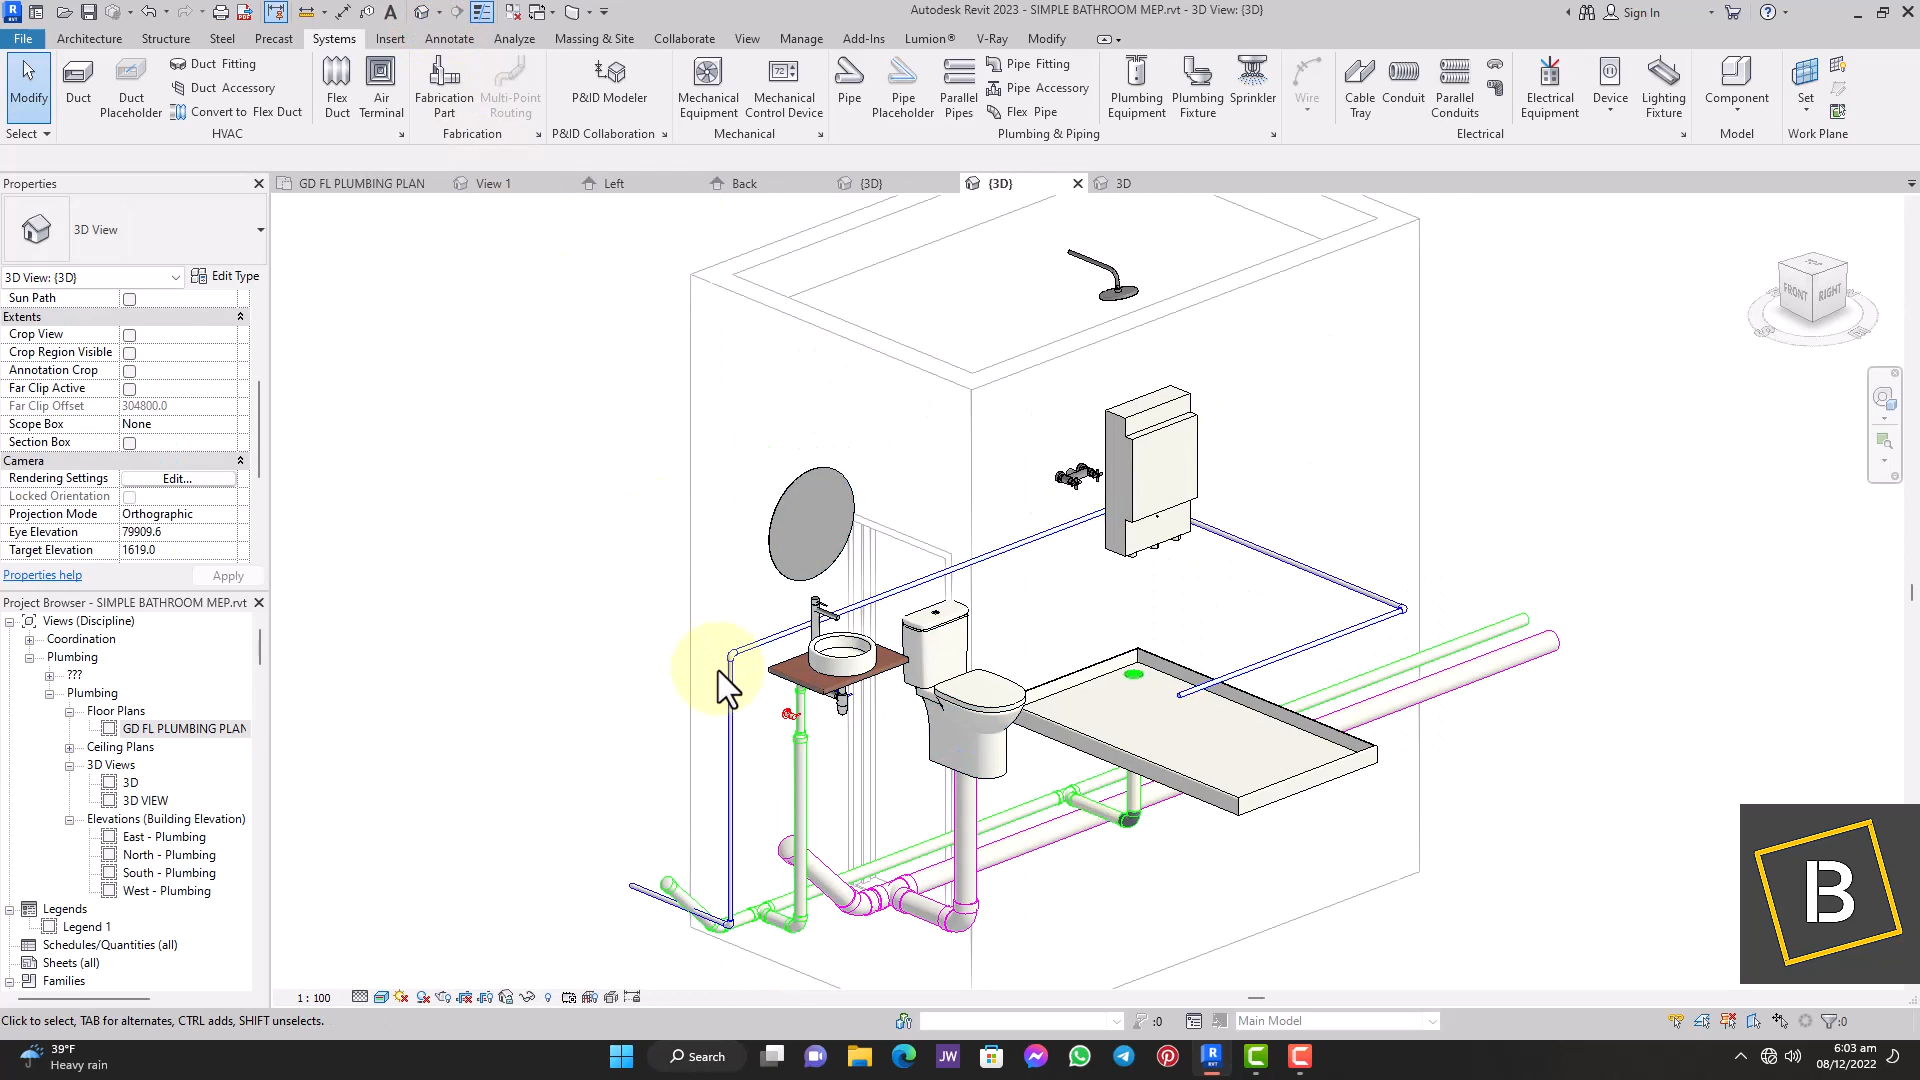 Autodesk Revit 2023 - SIMPLE BATHROOM MEP.rvt - 3D View: {3D}
Sign In
File Architecture Structure Steel Precast Systems Insert Annotate Analyze Massing & Site Collaborate View Manage Add-Ins Lumion® V-Ray Modify
Modify
Select
Duct
Duct Placeholder
Duct Fitting
Duct Accessory
Convert to Flex Duct
Flex Duct
Air Terminal
HVAC
Fabrication Part
Multi-Point Routing
Fabrication
P&ID Modeler
P&ID Collaboration
Mechanical Equipment
Mechanical Control Device
Mechanical
Pipe
Pipe Placeholder
Parallel Pipes
Pipe Fitting
Pipe Accessory
Flex Pipe
Plumbing Equipment
Plumbing Fixture
Sprinkler
Plumbing & Piping
Wire
Cable Tray
Conduit
Parallel Conduits
Electrical Equipment
Device
Lighting Fixture
Electrical
Component
Model
Set
Work Plane
Properties
GD FL PLUMBING PLAN View 1 Left Back {3D} {3D} 3D
3D View
3D View: {3D} Edit Type
Sun Path
Extents
Crop View
Crop Region Visible
Annotation Crop
Far Clip Active
Far Clip Offset 304800.0
Scope Box None
Section Box
Camera
Rendering Settings Edit...
Locked Orientation
Projection Mode Orthographic
Eye Elevation 79909.6
Target Elevation 1619.0
Properties help Apply
Project Browser - SIMPLE BATHROOM MEP.rvt
Views (Discipline)
Coordination
Plumbing
???
Plumbing
Floor Plans
GD FL PLUMBING PLAN
Ceiling Plans
3D Views
3D
3D VIEW
Elevations (Building Elevation)
East - Plumbing
North - Plumbing
South - Plumbing
West - Plumbing
Legends
Legend 1
Schedules/Quantities (all)
Sheets (all)
Families
FRONT RIGHT
B
1 : 100
Click to select, TAB for alternates, CTRL adds, SHIFT unselects.
:0
Main Model
:0
39°F
Heavy rain
Search
6:03 am
08/12/2022